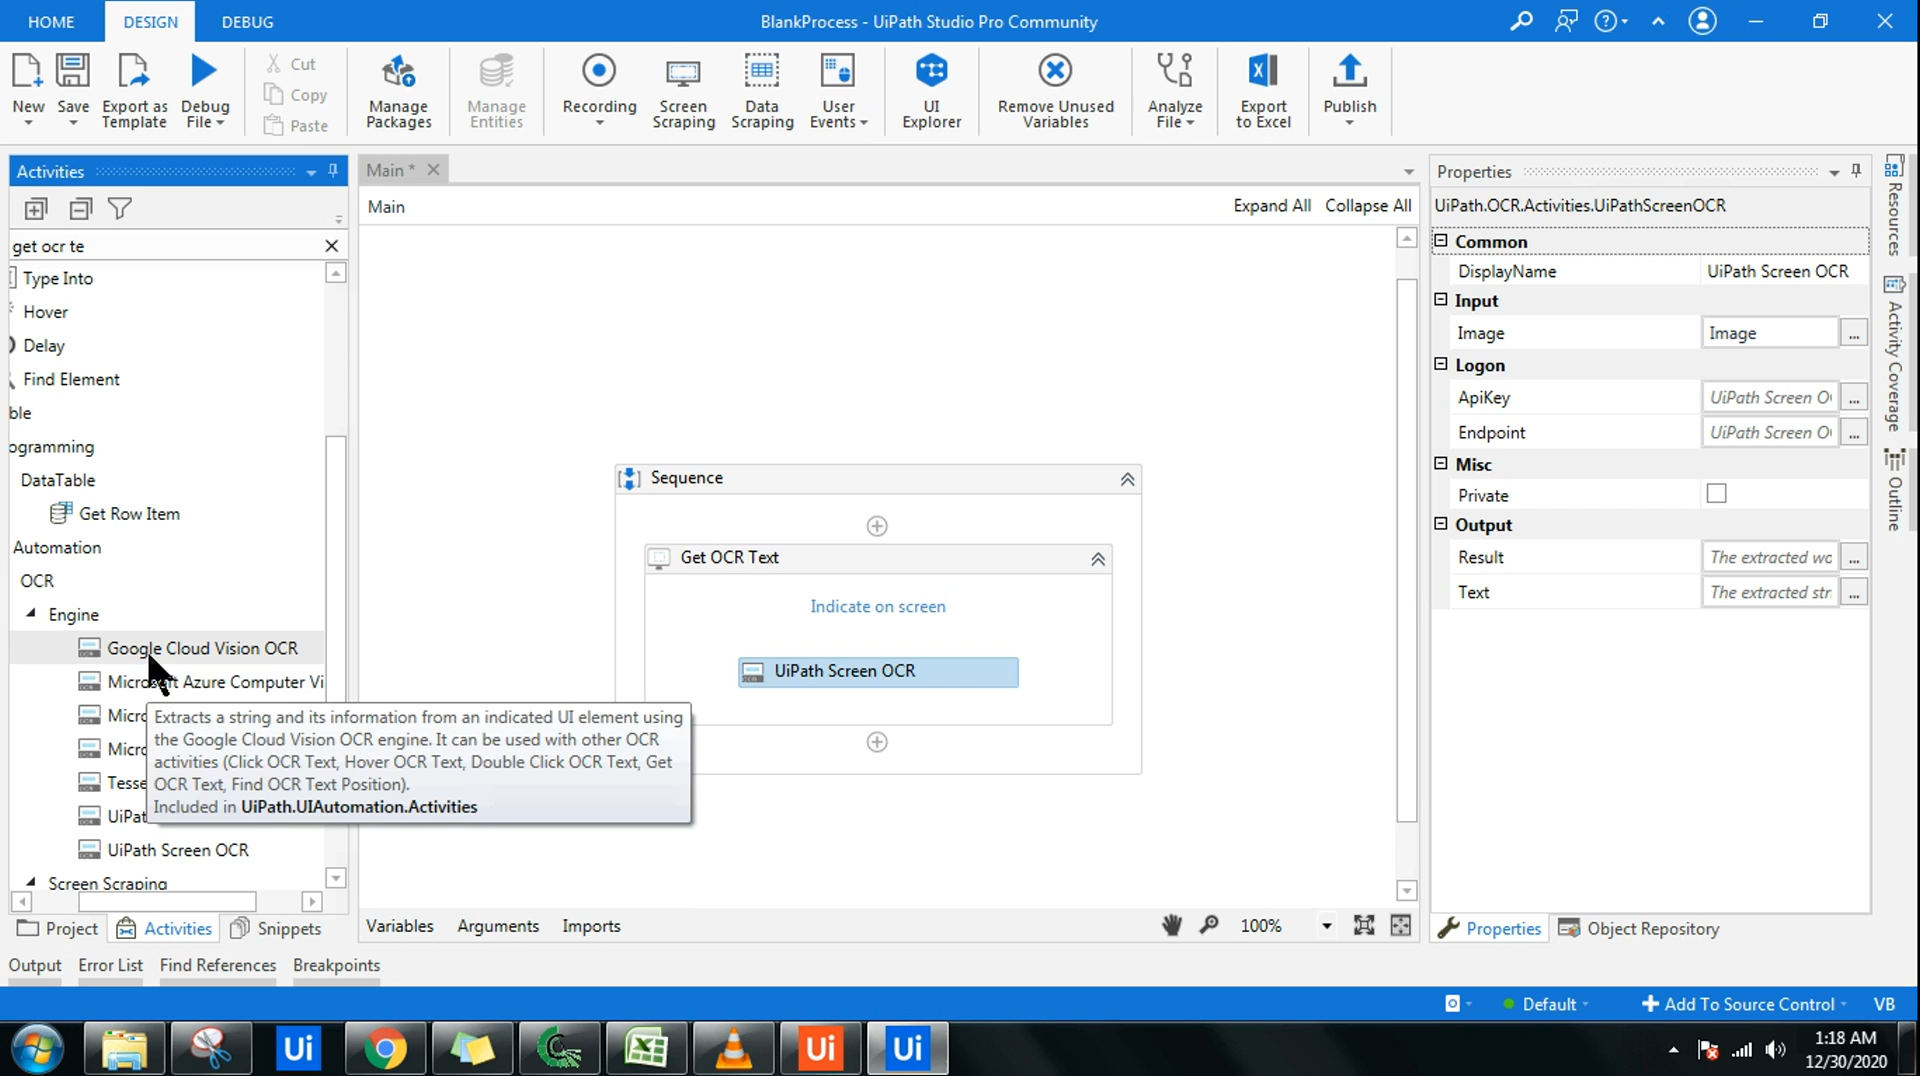 HOME DESIGN DEBUG
BlankProcess - UiPath Studio Pro Community
New
Save
Export as
Template
Debug
File
Cut
Copy
Paste
Manage
Packages
Manage
Entities
Recording
Screen
Scraping
Data
Scraping
User
Events
UI
Explorer
Remove Unused
Variables
Analyze
File
Export
to Excel
Publish
Activities
get ocr te
Type Into
Hover
Delay
Find Element
ble
ogramming
DataTable
Get Row Item
Automation
OCR
Engine
Google Cloud Vision OCR
Microsoft Azure Computer Vi
Micro
Micro
Tesse
UiPat
UiPath Screen OCR
Screen Scraping
Extracts a string and its information from an indicated UI element using
the Google Cloud Vision OCR engine. It can be used with other OCR
activities (Click OCR Text, Hover OCR Text, Double Click OCR Text, Get
OCR Text, Find OCR Text Position).
Included in UiPath.UIAutomation.Activities
Project Activities Snippets
Main *
Main
Expand All Collapse All
Sequence
Get OCR Text
Indicate on screen
UiPath Screen OCR
Variables Arguments Imports
100%
Properties
UiPath.OCR.Activities.UiPathScreenOCR
Common
DisplayName UiPath Screen OCR
Input
Image Image ...
Logon
ApiKey UiPath Screen O ...
Endpoint UiPath Screen O ...
Misc
Private
Output
Result The extracted wo ...
Text The extracted str ...
Properties Object Repository
Resources
Activity Coverage
Outline
Output Error List Find References Breakpoints
Default Add To Source Control VB
Ui Ui Ui
1:18 AM
12/30/2020